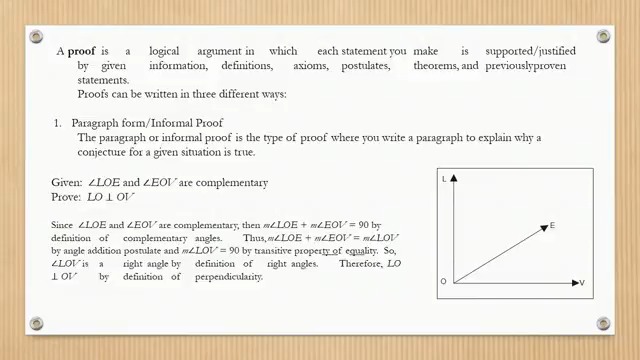 A proof is a logical argument in which each statement you make is supported/justified
by given information, definitions, axioms, postulates, theorems, and previouslyproven
statements.
Proofs can be written in three different ways:
1. Paragraph form/Informal Proof
The paragraph or informal proof is the type of proof where you write a paragraph to explain why a
conjecture for a given situation is true.
Given: ∠LOE and ∠EOV are complementary
Prove: LO ⊥ OV
Since ∠LOE and ∠EOV are complementary, then m∠LOE + m∠EOV = 90 by
definition of complementary angles. Thus, m∠LOE + m∠EOV = m∠LOV
by angle addition postulate and m∠LOV = 90 by transitive property of equality. So,
∠LOV is a right angle by definition of right angles. Therefore, LO
⊥ OV by definition of perpendicularity.
L
E
O
V